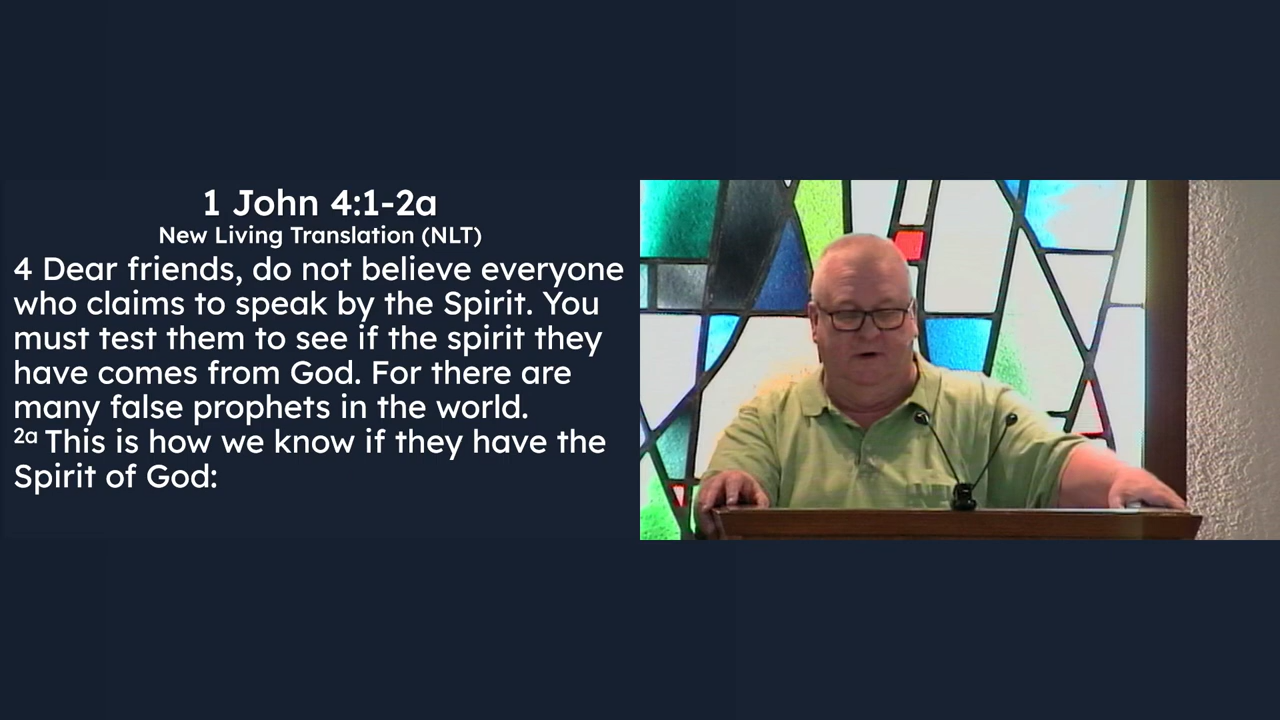 1 John 4:1-2a
New Living Translation (NLT)
4 Dear friends, do not believe everyone
who claims to speak by the Spirit. You
must test them to see if the spirit they
have comes from God. For there are
many false prophets in the world.
2a This is how we know if they have the
Spirit of God: